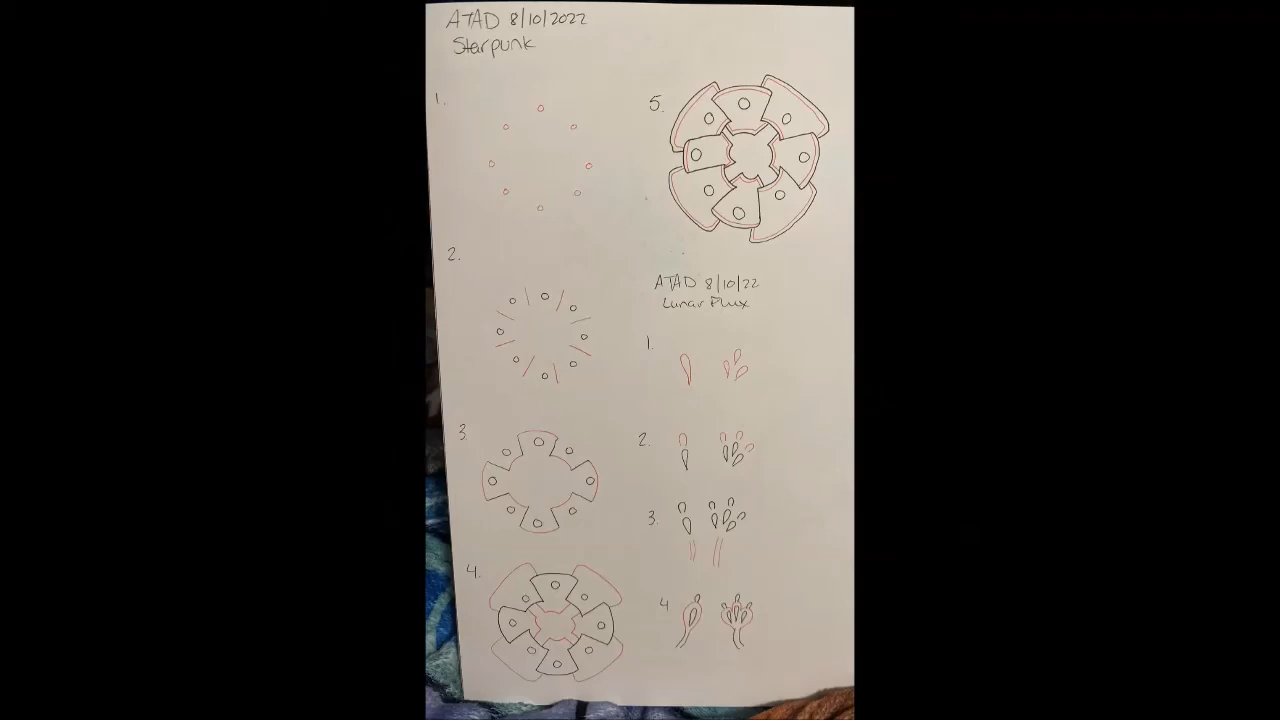 ATAD 8/10/2022
Starpunk
1.
2.
3.
4.
5.
ATAD 8/10/22
Lunar Flux
1.
2.
3.
4